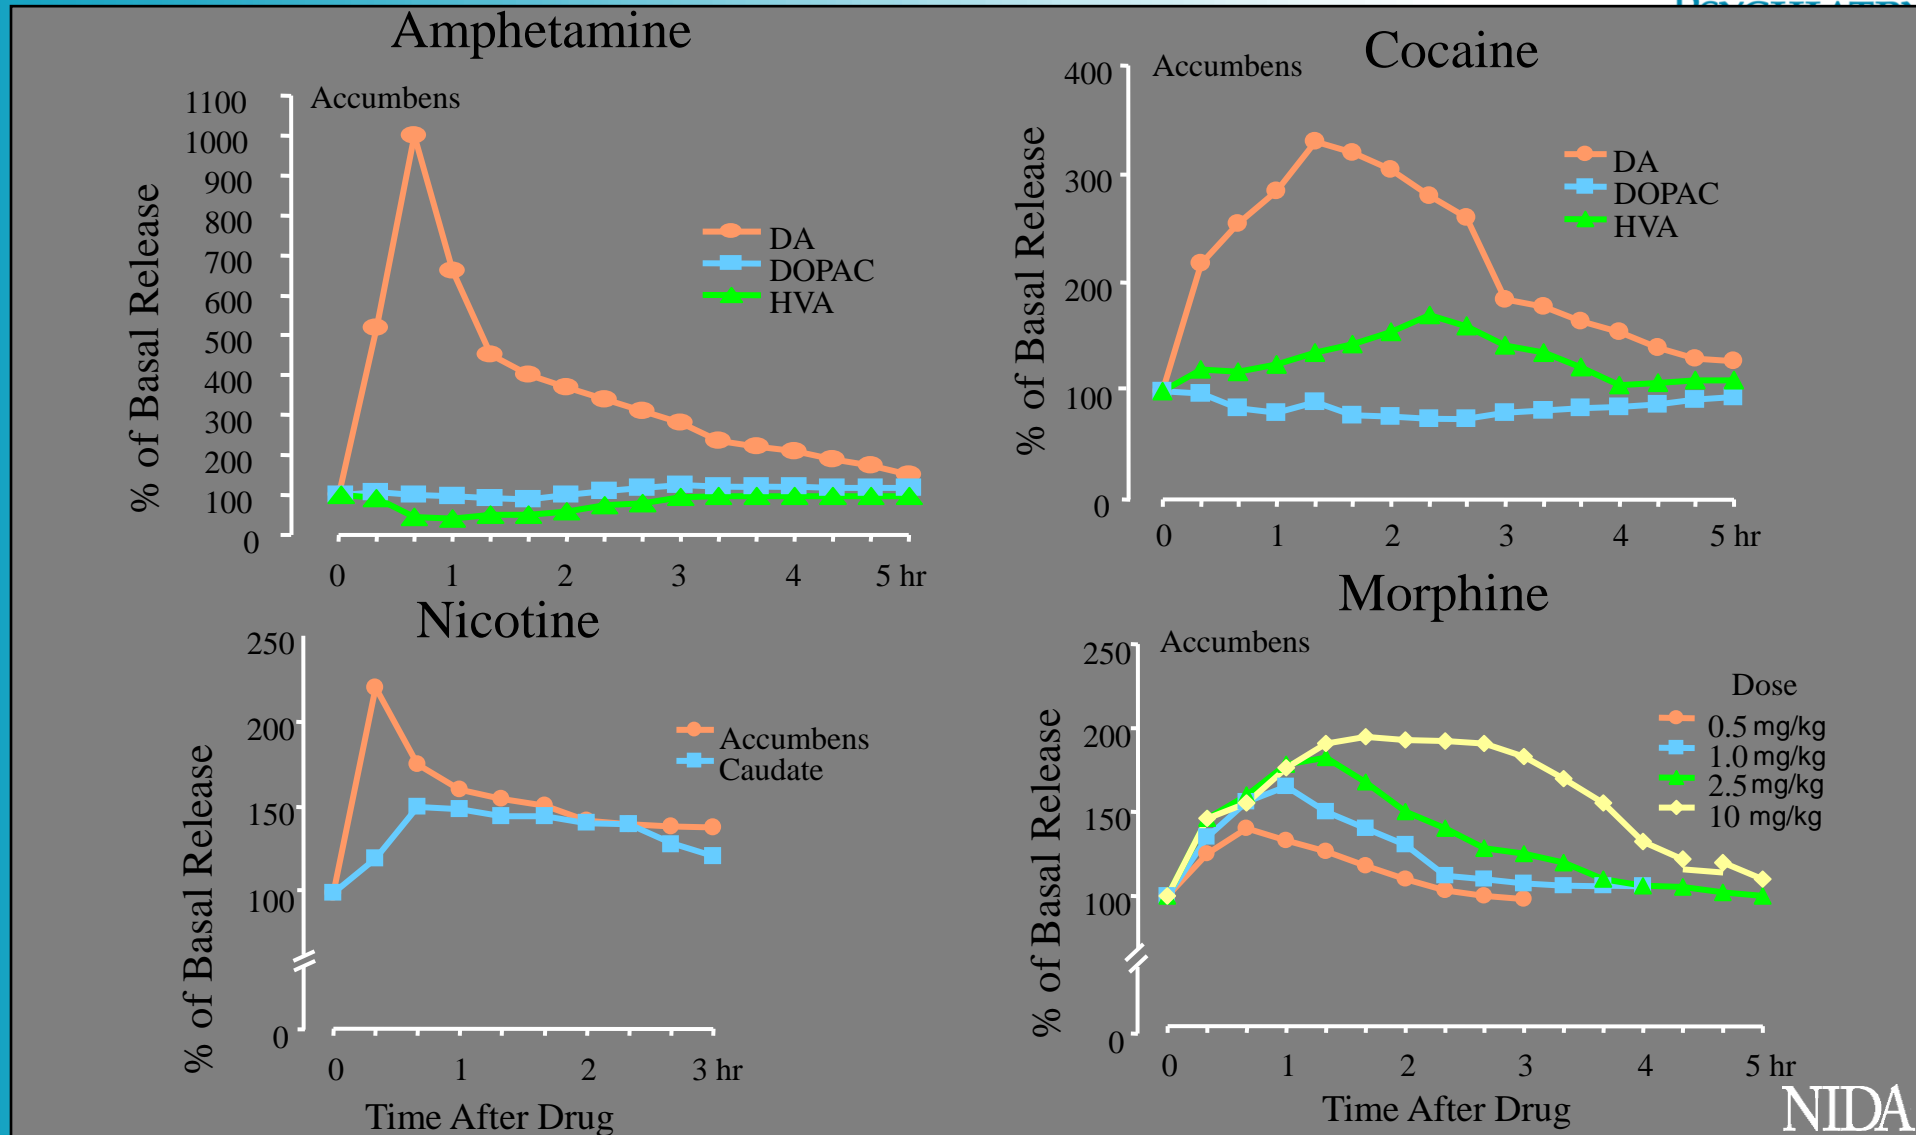 Amphetamine
Accumbens
1100
1000
900
800
700
600
500
400
300
200
100
0
% of Basal Release
DA
DOPAC
HVA
0 1 2 3 4 5 hr
Cocaine
Accumbens
400
300
200
100
0
% of Basal Release
DA
DOPAC
HVA
0 1 2 3 4 5 hr
Nicotine
250
200
150
100
0
% of Basal Release
Accumbens
Caudate
0 1 2 3 hr
Time After Drug
Morphine
Accumbens
250
200
150
100
0
% of Basal Release
Dose
0.5 mg/kg
1.0 mg/kg
2.5 mg/kg
10 mg/kg
0 1 2 3 4 5 hr
Time After Drug
NIDA